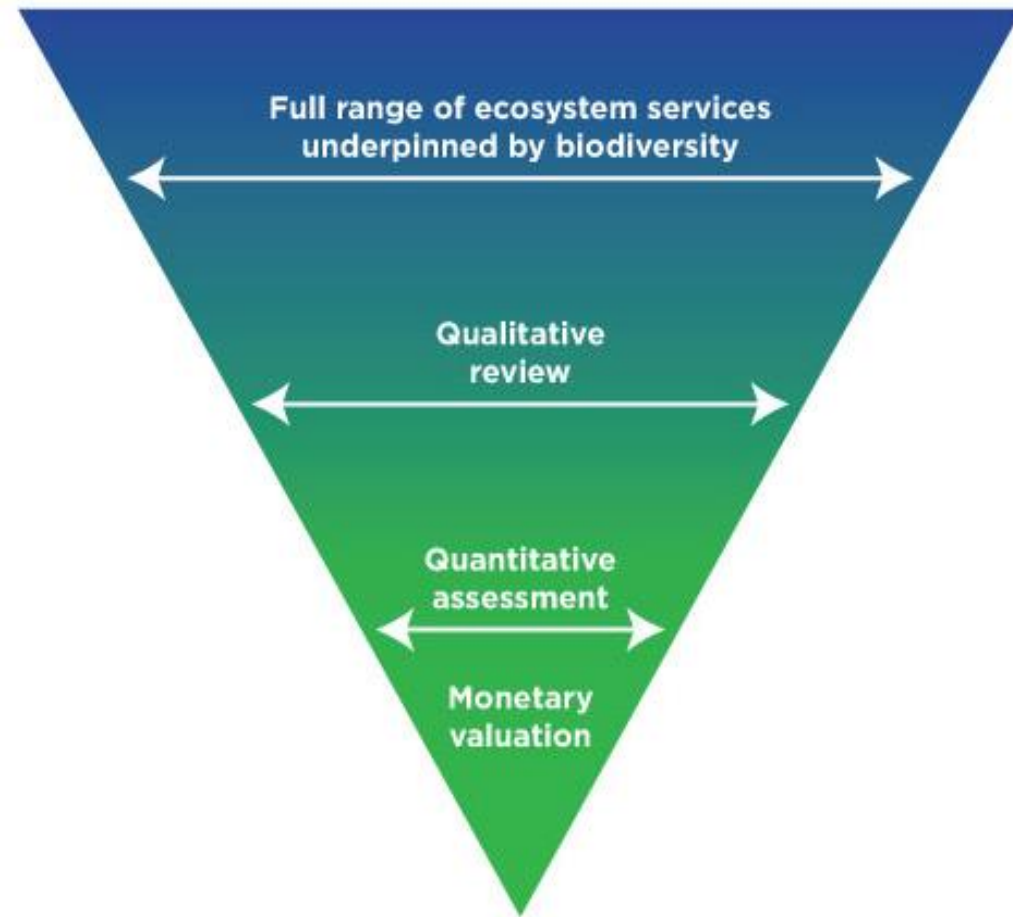 Full range of ecosystem services
underpinned by biodiversity
Qualitative
review
Quantitative
assessment
Monetary
valuation